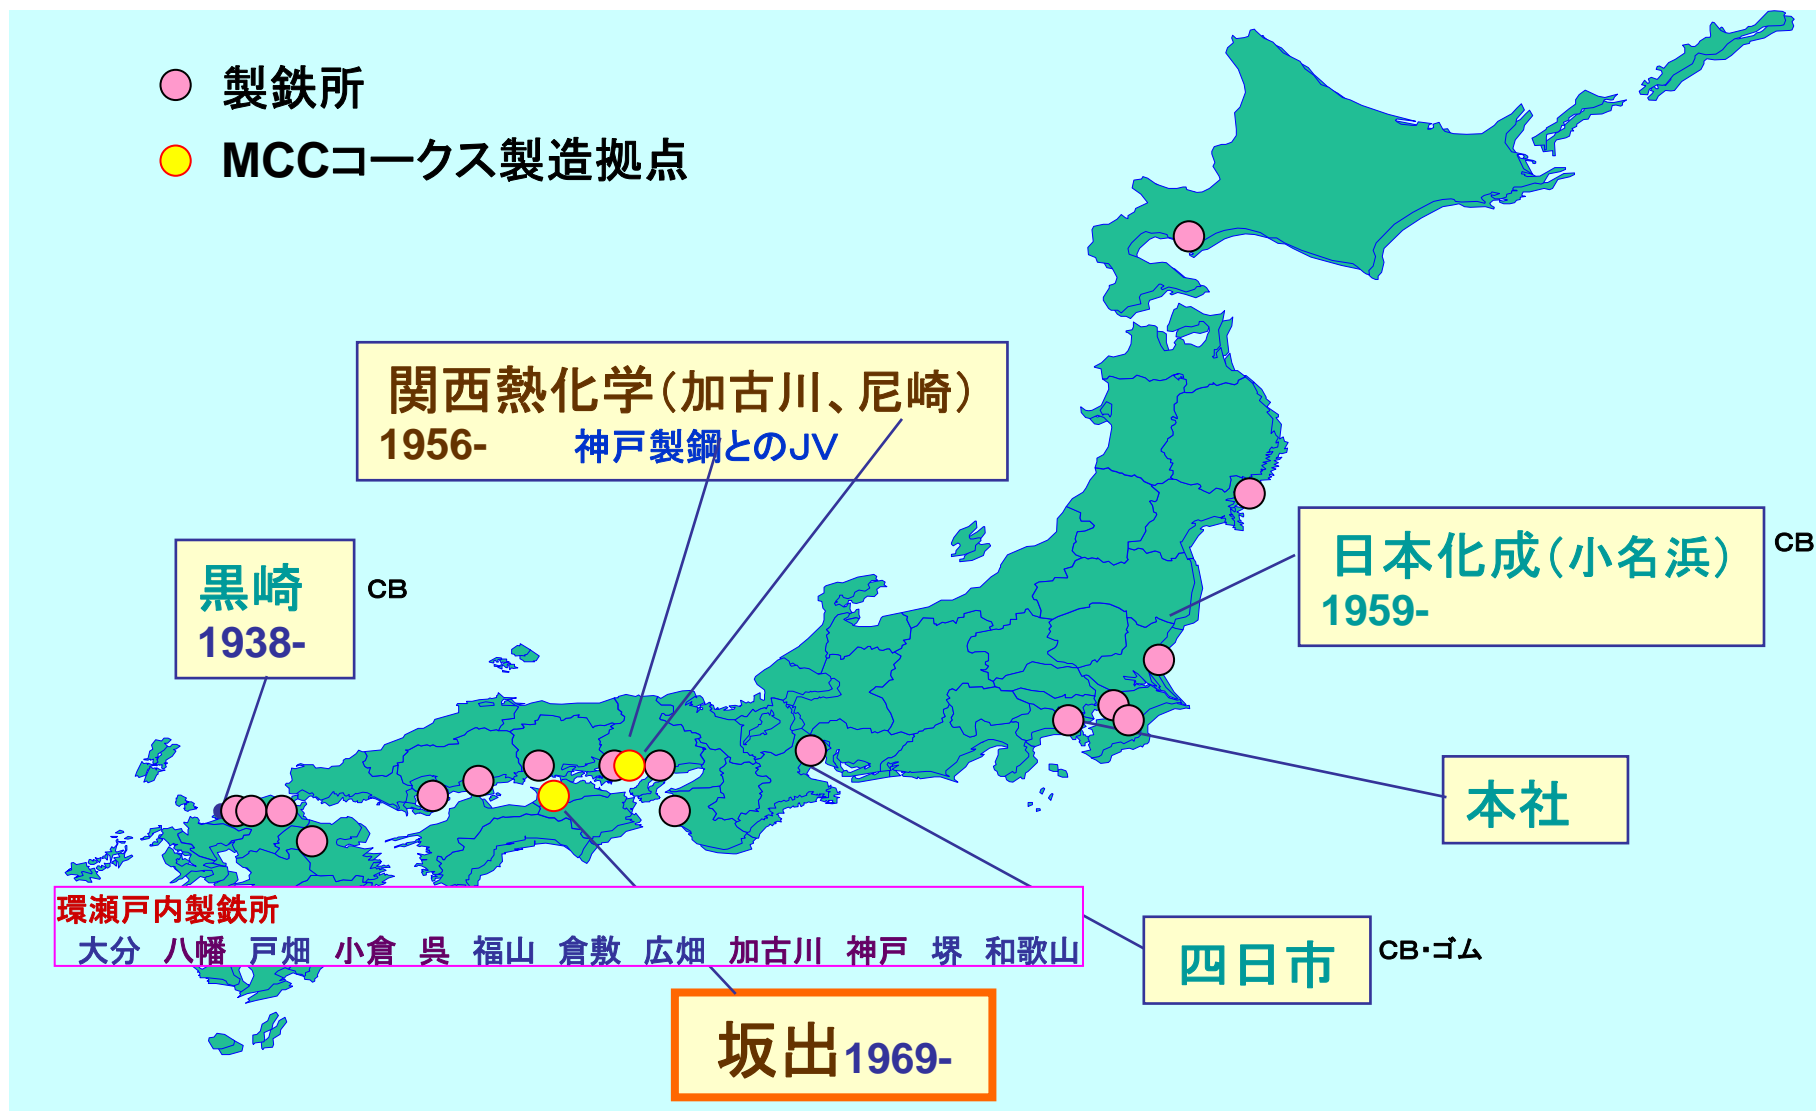 製鉄所
MCCコークス製造拠点
関西熱化学（加古川、尼崎）
1956- 神戸製鋼とのJV
黒崎
1938-
CB
日本化成（小名浜）
1959-
CB
本社
環瀬戸内製鉄所
大分 八幡 戸畑 小倉 呉 福山 倉敷 広畑 加古川 神戸 堺 和歌山
四日市
CB・ゴム
坂出1969-